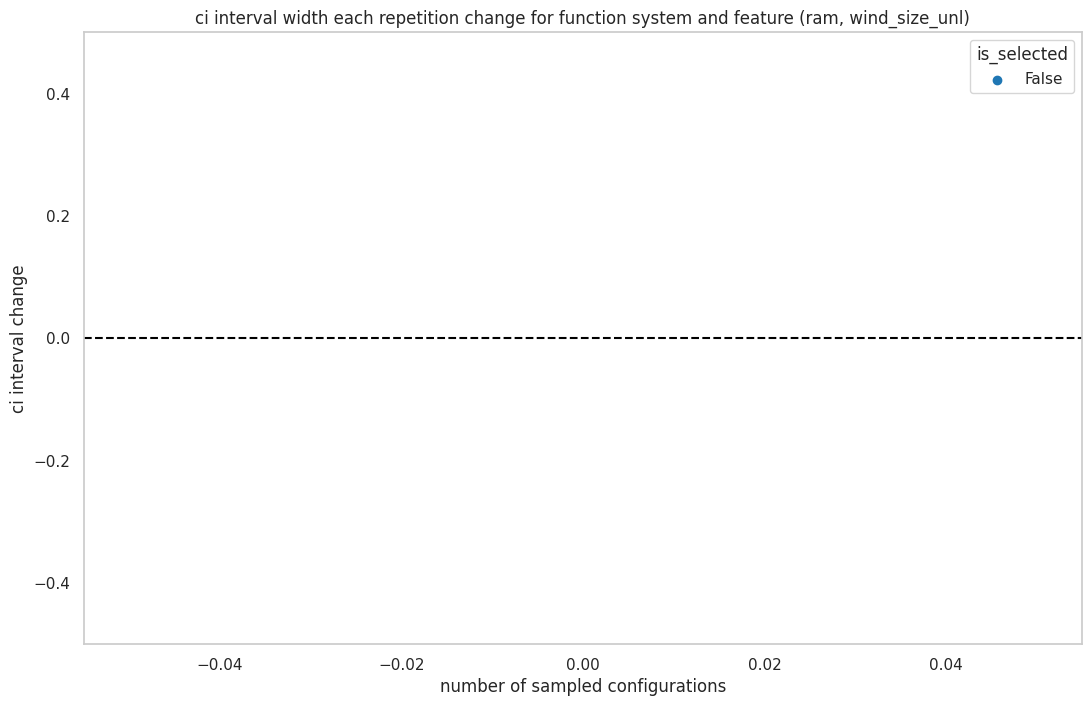 ci interval width each repetition change for function system and feature (ram, wind_size_unl)
is_selected
False
0.4
0.2
0.0
−0.2
−0.4
ci interval change
−0.04
−0.02
0.00
0.02
0.04
number of sampled configurations